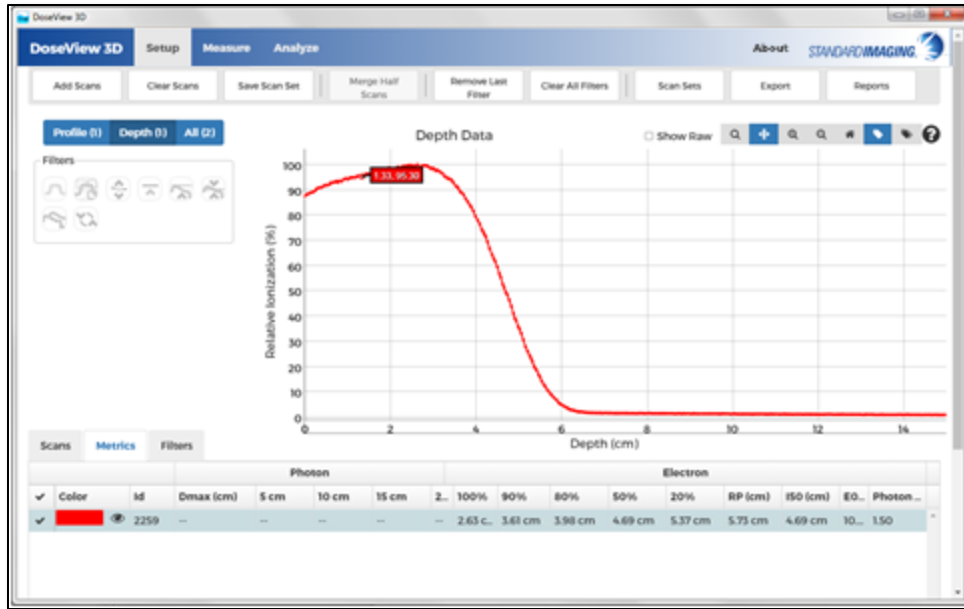 DoseView 3D
DoseView 3D Setup Measure Analyze About STANDARD IMAGING.
Add Scans Clear Scans Save Scan Set Merge Half Scans Remove Last Filter Clear All Filters Scan Sets Export Reports
Profile (1) Depth (1) All (2)
Depth Data
Show Raw
?
Filters
1.33, 95.30
100
90
80
70
60
50
40
30
20
10
0
Relative Ionization (%)
0 2 4 6 8 10 12 14
Depth (cm)
Scans Metrics Filters
Photon Electron
Color Id Dmax (cm) 5 cm 10 cm 15 cm 2... 100% 90% 80% 50% 20% RP (cm) I50 (cm) E0... Photon...
2259 -- -- -- -- -- 2.63 c... 3.61 cm 3.98 cm 4.69 cm 5.37 cm 5.73 cm 4.69 cm 10... 1.50